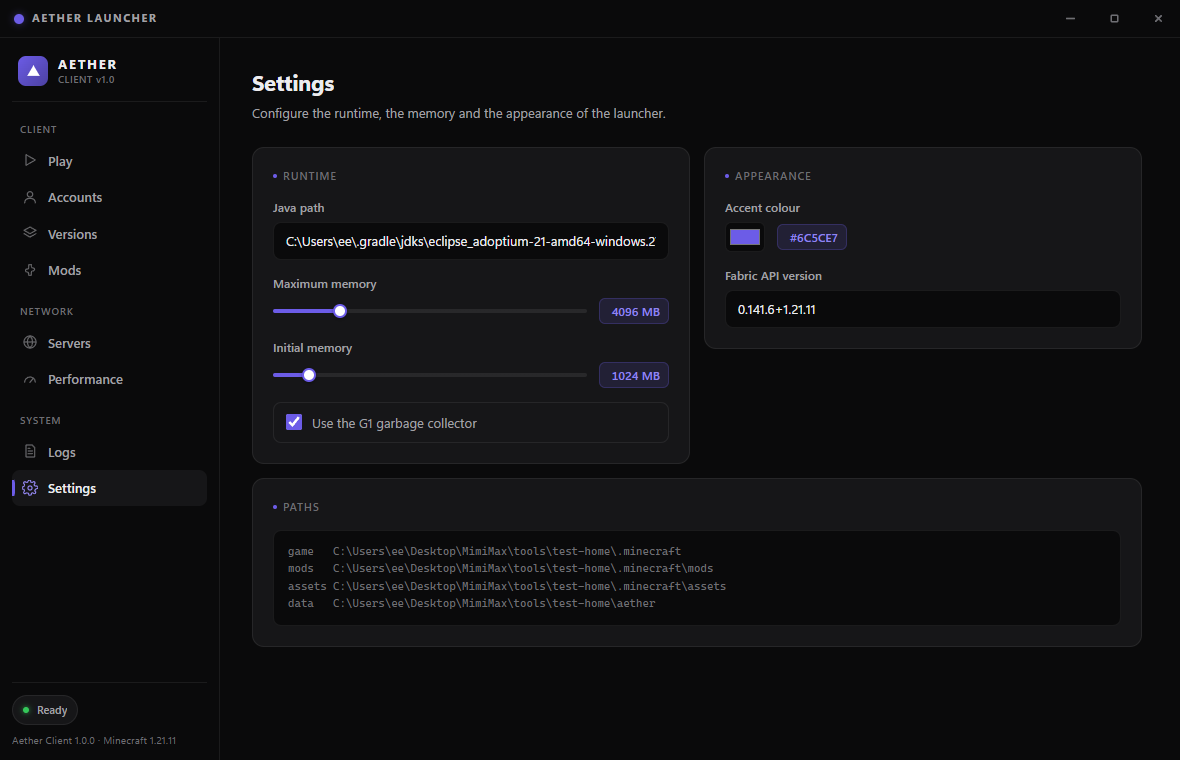 AETHER LAUNCHER
AETHER
CLIENT v1.0
CLIENT
Play
Accounts
Versions
Mods
NETWORK
Servers
Performance
SYSTEM
Logs
Settings
Ready
Aether Client 1.0.0 · Minecraft 1.21.11
Settings
Configure the runtime, the memory and the appearance of the launcher.
RUNTIME
Java path
C:\Users\ee\.gradle\jdks\eclipse_adoptium-21-amd64-windows.2
Maximum memory
4096 MB
Initial memory
1024 MB
Use the G1 garbage collector
APPEARANCE
Accent colour
#6C5CE7
Fabric API version
0.141.6+1.21.11
PATHS
game C:\Users\ee\Desktop\MimiMax\tools\test-home\.minecraft
mods C:\Users\ee\Desktop\MimiMax\tools\test-home\.minecraft\mods
assets C:\Users\ee\Desktop\MimiMax\tools\test-home\.minecraft\assets
data C:\Users\ee\Desktop\MimiMax\tools\test-home\aether